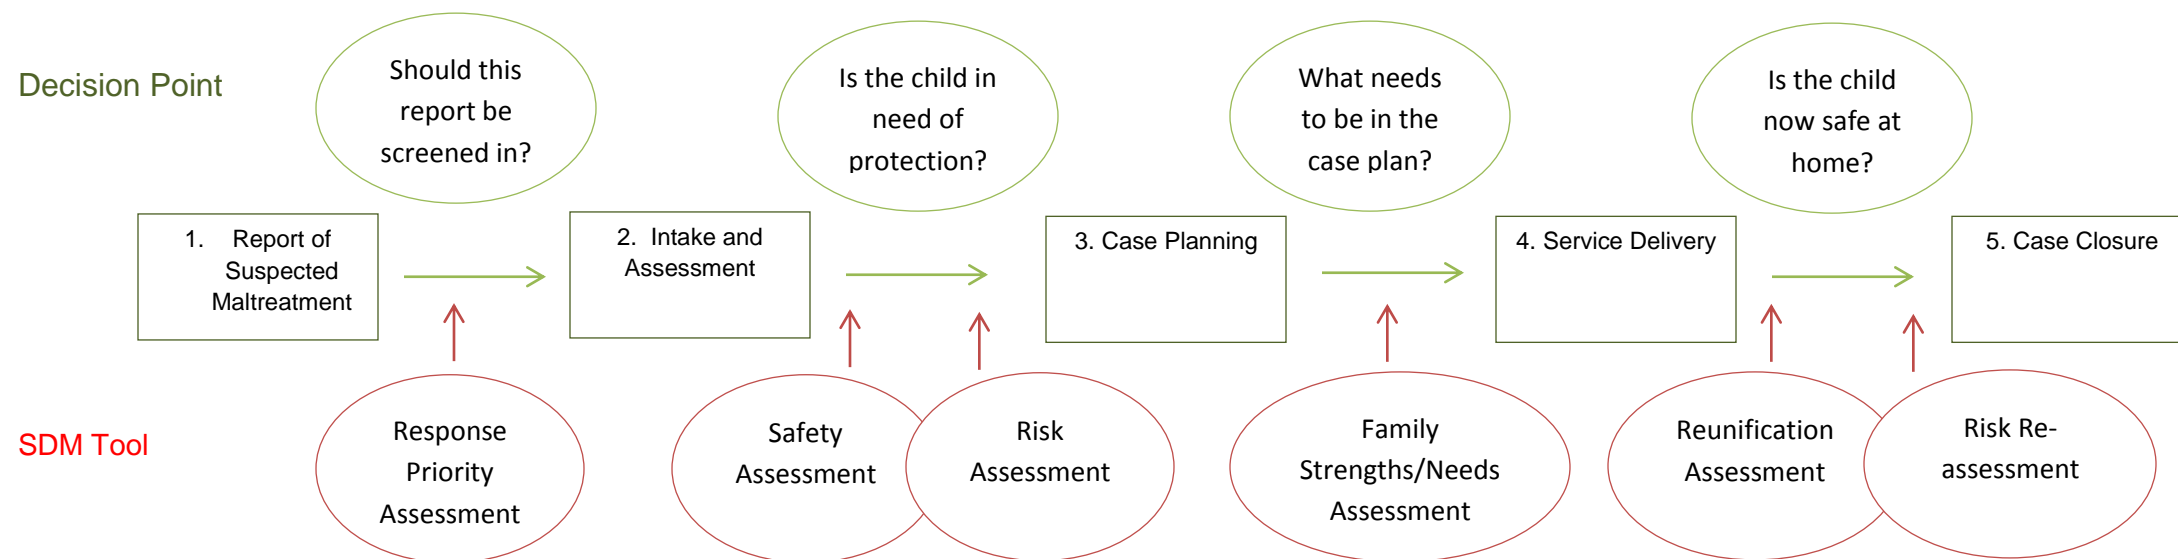 Decision Point
Should this
report be
screened in?
Is the child in
need of
protection?
What needs
to be in the
case plan?
Is the child
now safe at
home?
1. Report of
Suspected
Maltreatment
2. Intake and
Assessment
3. Case Planning
4. Service Delivery
5. Case Closure
SDM Tool
Response
Priority
Assessment
Safety
Assessment
Risk
Assessment
Family
Strengths/Needs
Assessment
Reunification
Assessment
Risk Re-
assessment